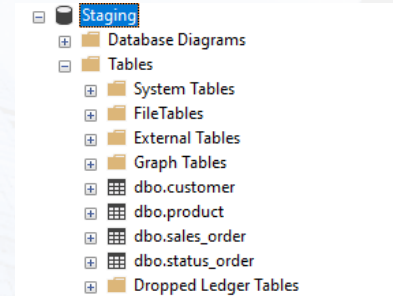 Staging
Database Diagrams
Tables
System Tables
FileTables
External Tables
Graph Tables
dbo.customer
dbo.product
dbo.sales_order
dbo.status_order
Dropped Ledger Tables